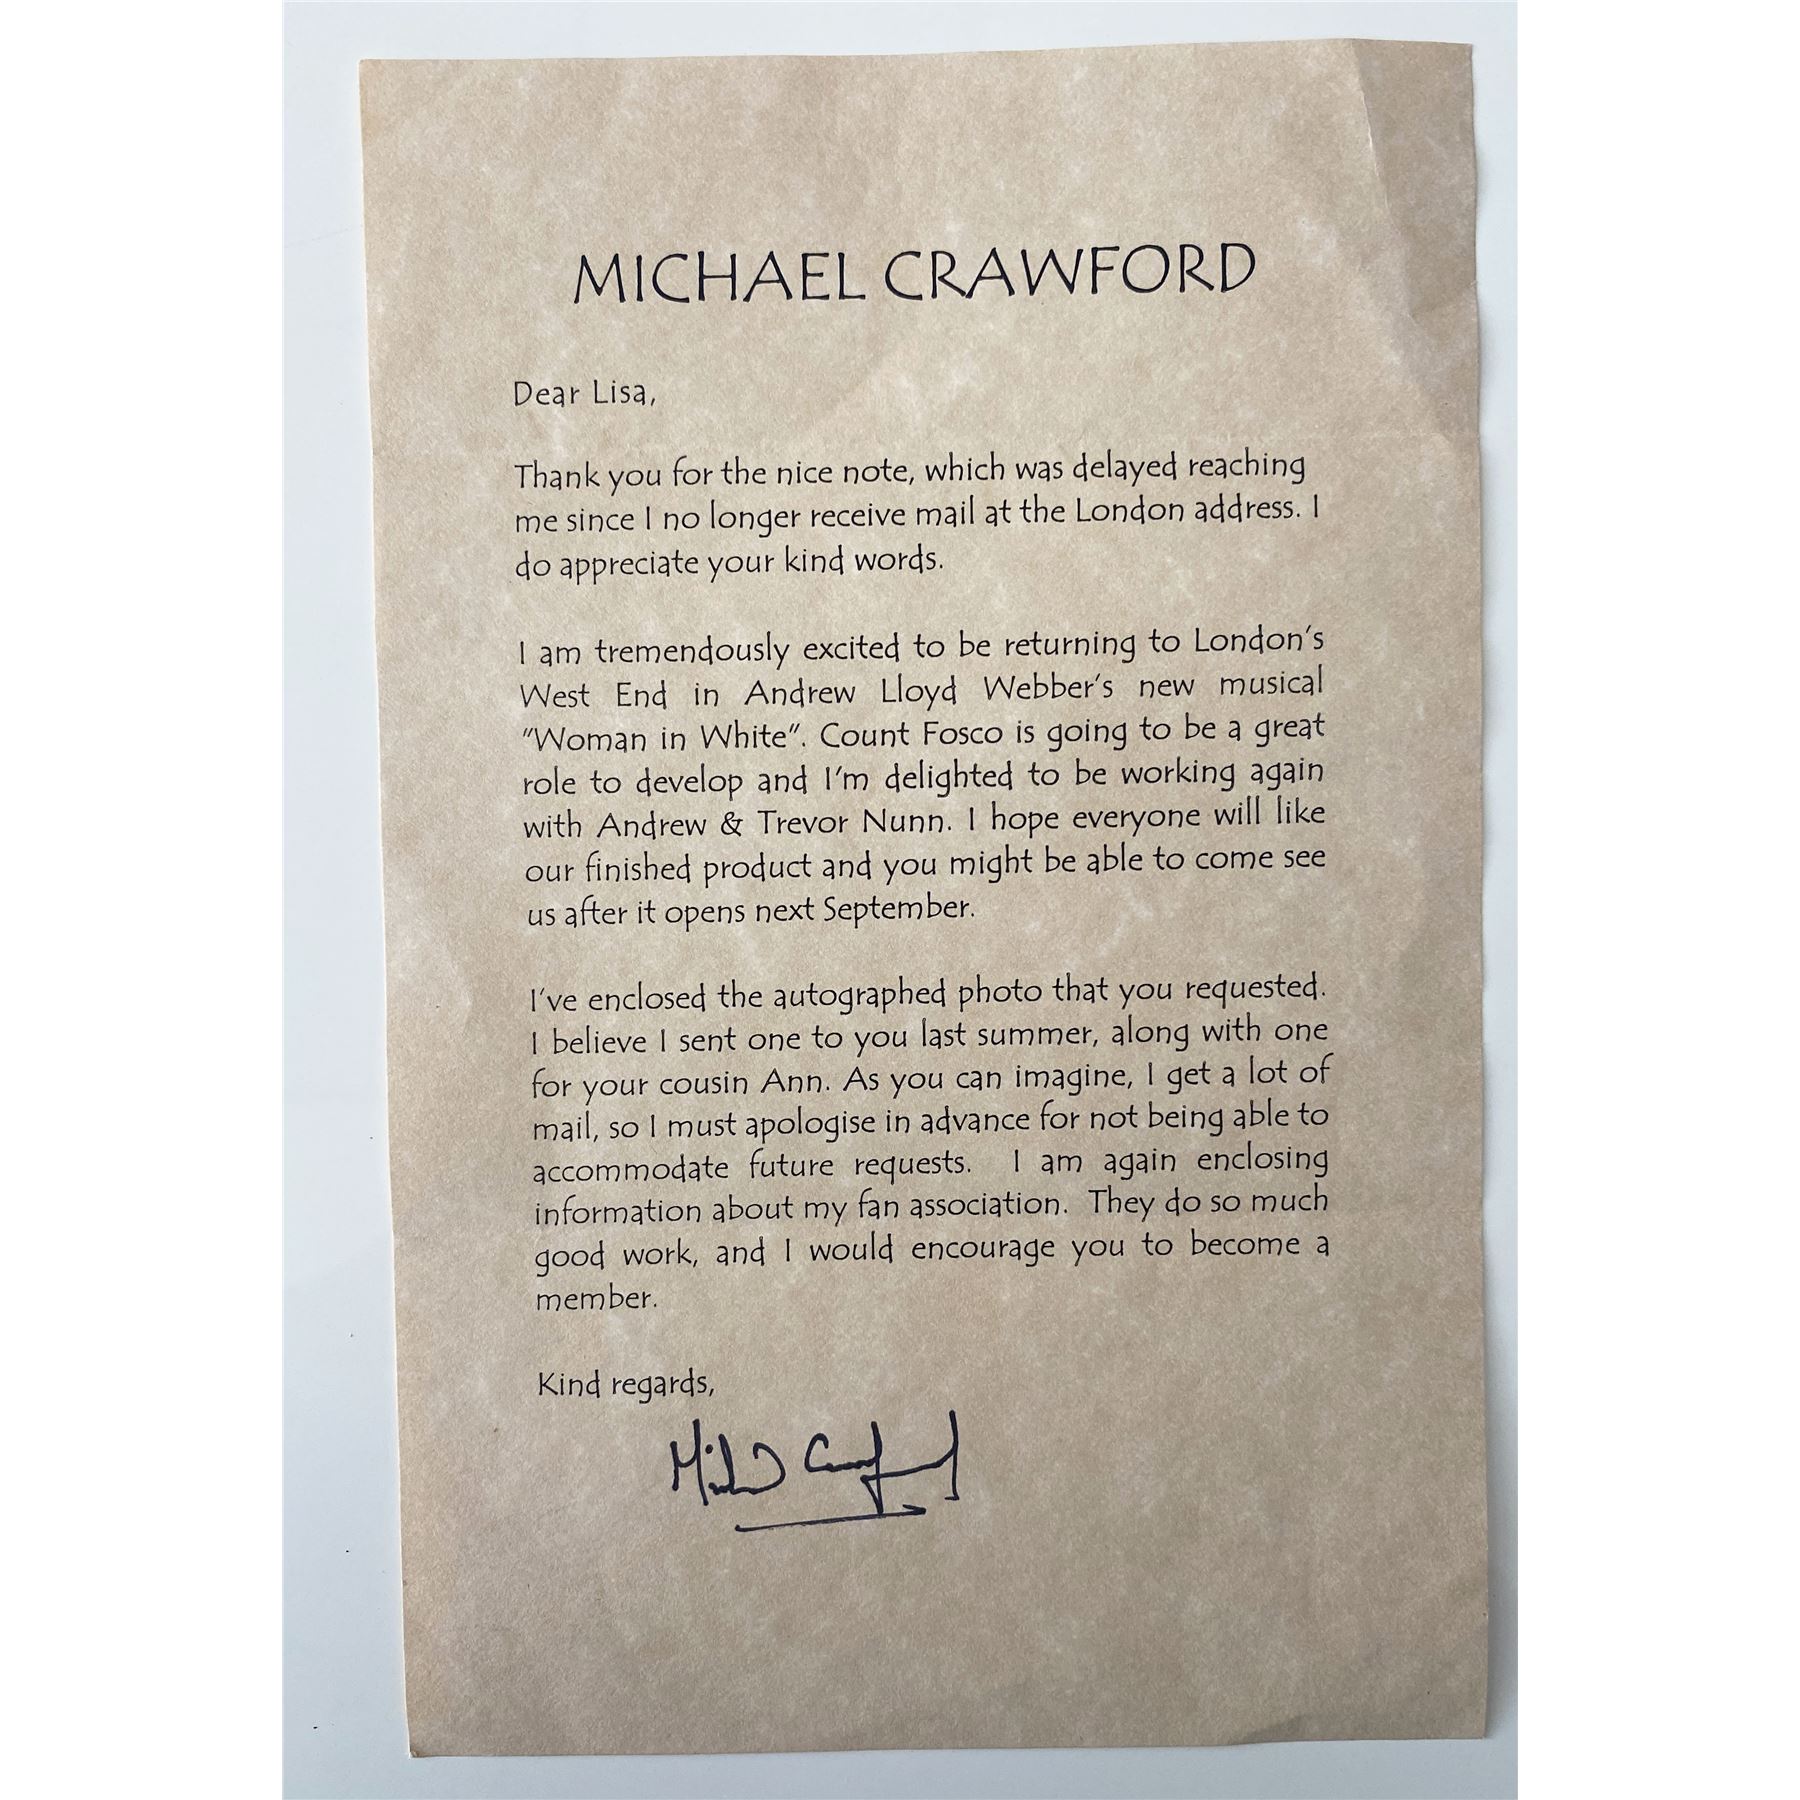 MICHAEL CRAWFORD
Dear Lisa,
Thank you for the nice note, which was delayed reaching
me since I no longer receive mail at the London address. I
do appreciate your kind words.
I am tremendously excited to be returning to London's
West End in Andrew Lloyd Webber's new musical
"Woman in White". Count Fosco is going to be a great
role to develop and I'm delighted to be working again
with Andrew & Trevor Nunn. I hope everyone will like
our finished product and you might be able to come see
us after it opens next September.
I've enclosed the autographed photo that you requested.
I believe I sent one to you last summer, along with one
for your cousin Ann. As you can imagine, I get a lot of
mail, so I must apologise in advance for not being able to
accommodate future requests.  I am again enclosing
information about my fan association.  They do so much
good work, and I would encourage you to become a
member.
Kind regards,
Michael Crawford